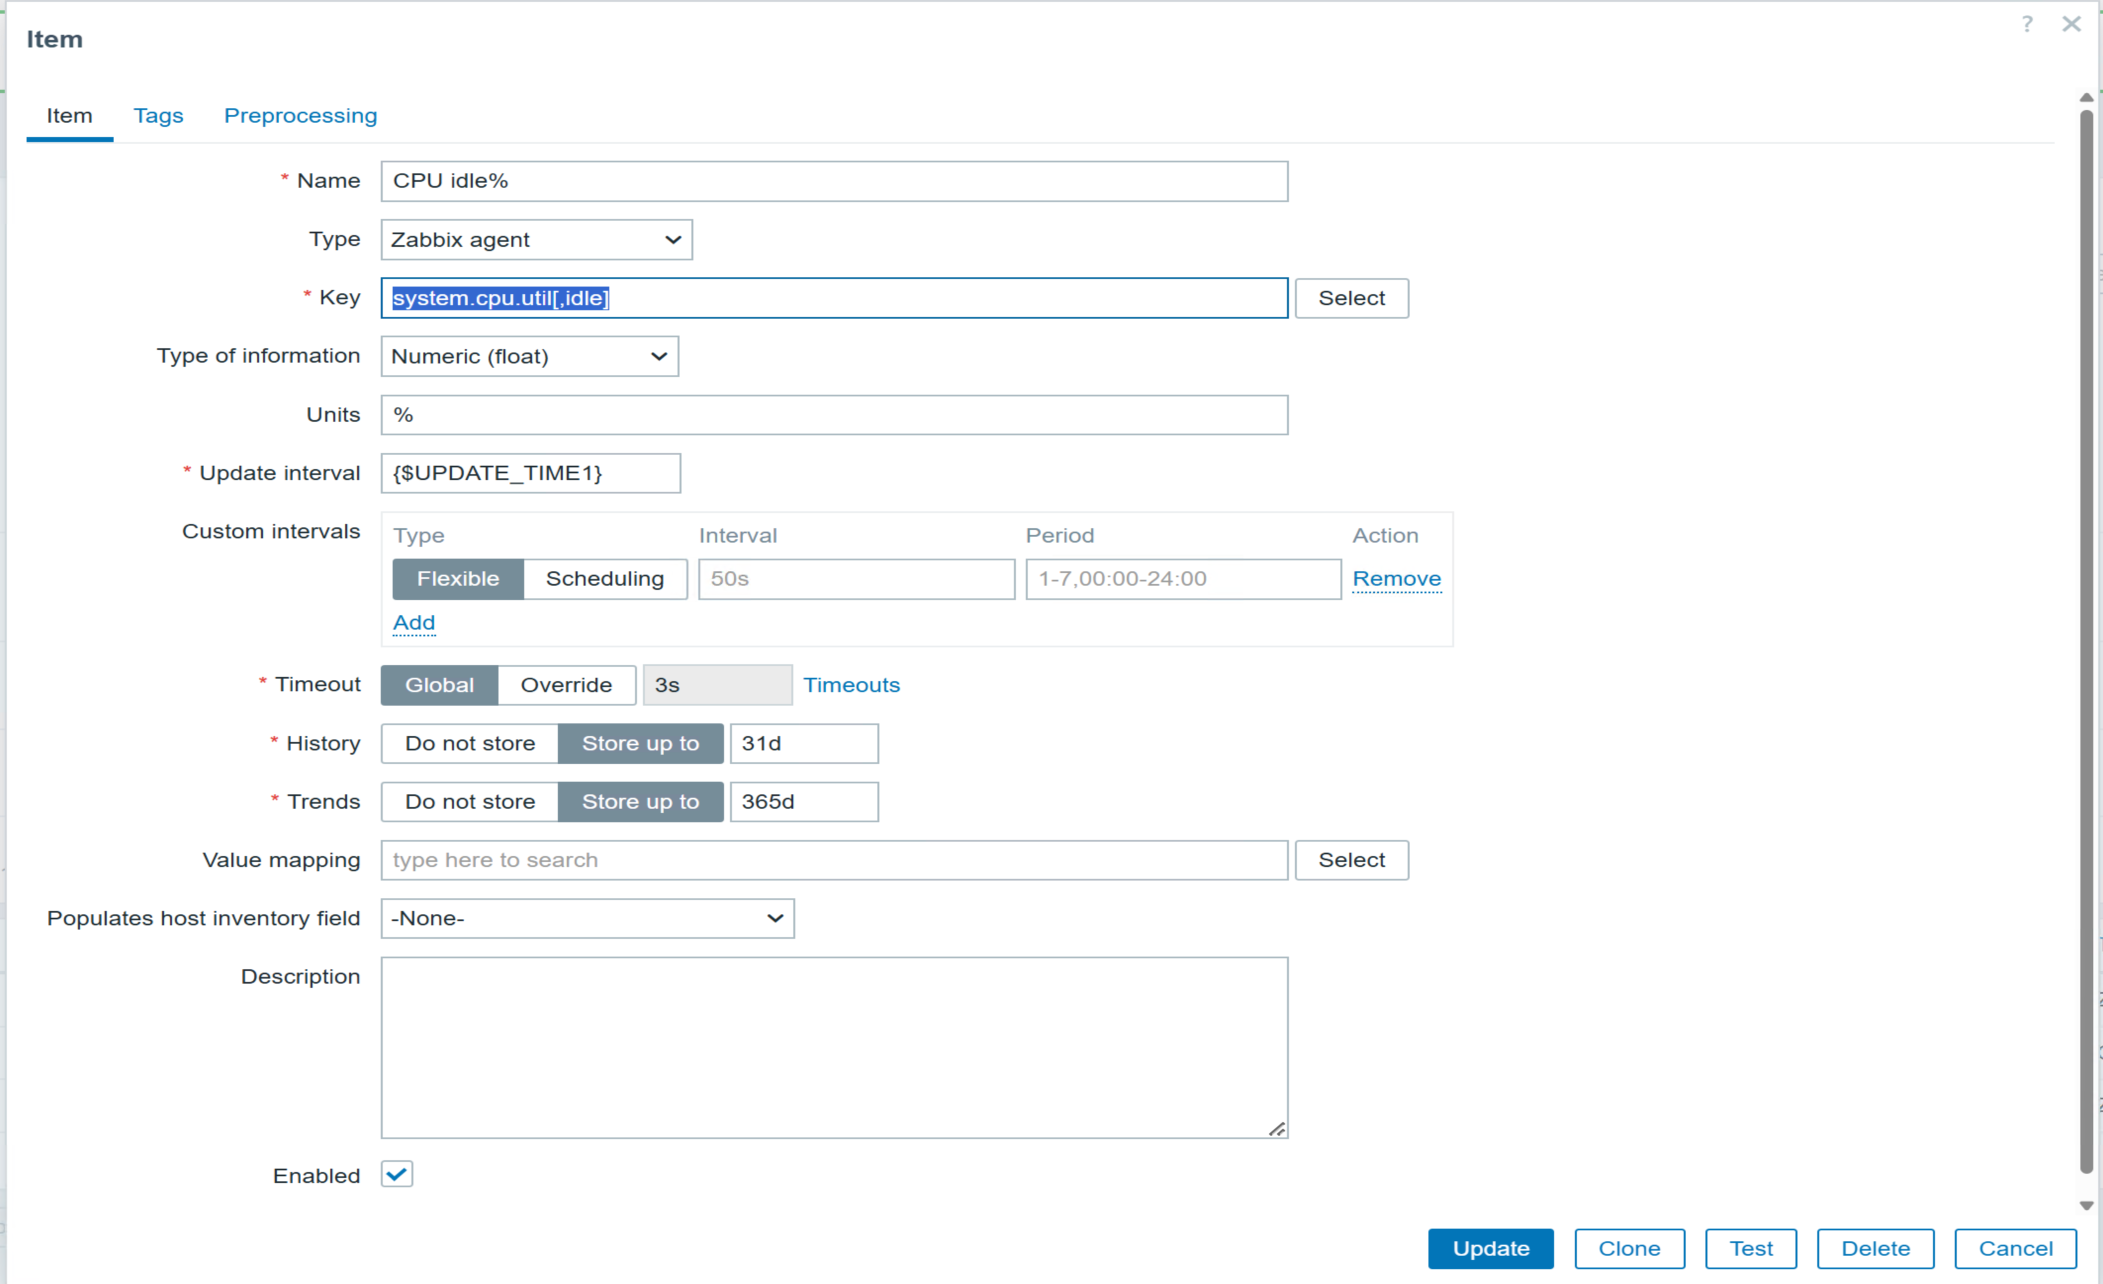 Item
?
Item Tags Preprocessing
* Name CPU idle%
Type Zabbix agent
* Key system.cpu.util[,idle] Select
Type of information Numeric (float)
Units %
* Update interval {$UPDATE_TIME1}
Custom intervals Type Interval Period Action
Flexible Scheduling 50s 1-7,00:00-24:00 Remove
Add
* Timeout Global Override 3s Timeouts
* History Do not store Store up to 31d
* Trends Do not store Store up to 365d
Value mapping type here to search Select
Populates host inventory field -None-
Description
Enabled
Update Clone Test Delete Cancel